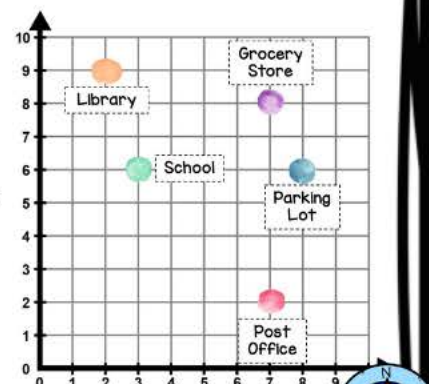 10
9
8
7
6
5
4
3
2
1
0
Grocery
Store
Library
School
Parking
Lot
Post
Office
0 1 2 3 4 5 6 7 8 9
N